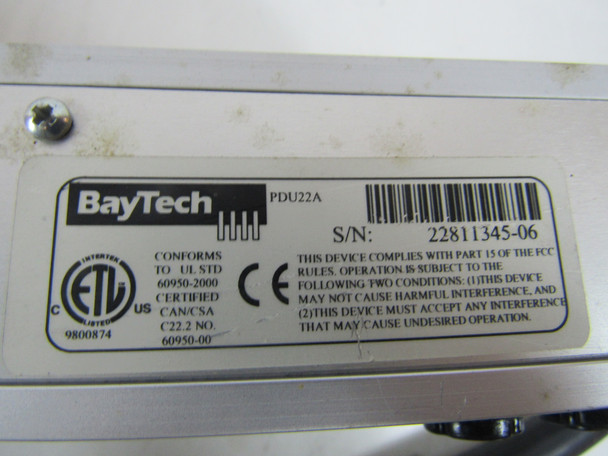 BayTech
PDU22A
S/N: 22811345-06
INTERTEK
ETL
LISTED
C US
9800874
CONFORMS
TO UL STD
60950-2000
CERTIFIED
CAN/CSA
C22.2 NO.
60950-00
CE
THIS DEVICE COMPLIES WITH PART 15 OF THE FCC
RULES. OPERATION IS SUBJECT TO THE
FOLLOWING TWO CONDITIONS: (1)THIS DEVICE
MAY NOT CAUSE HARMFUL INTERFERENCE, AND
(2)THIS DEVICE MUST ACCEPT ANY INTERFERENCE
THAT MAY CAUSE UNDESIRED OPERATION.